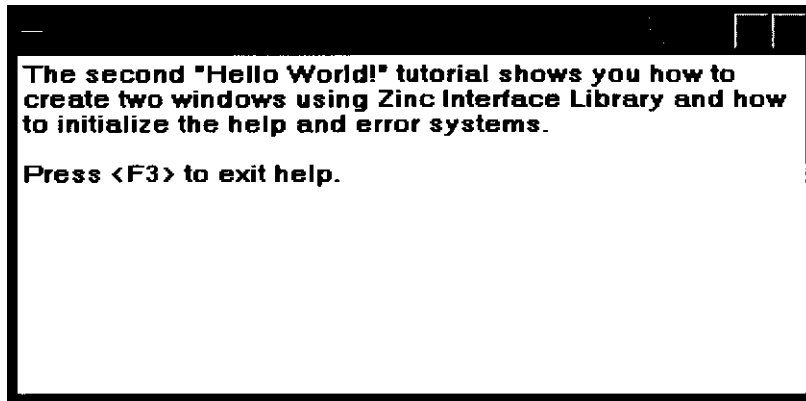 The second "Hello World!" tutorial shows you how to
create two windows using Zinc Interface Library and how
to initialize the help and error systems.
Press <F3> to exit help.